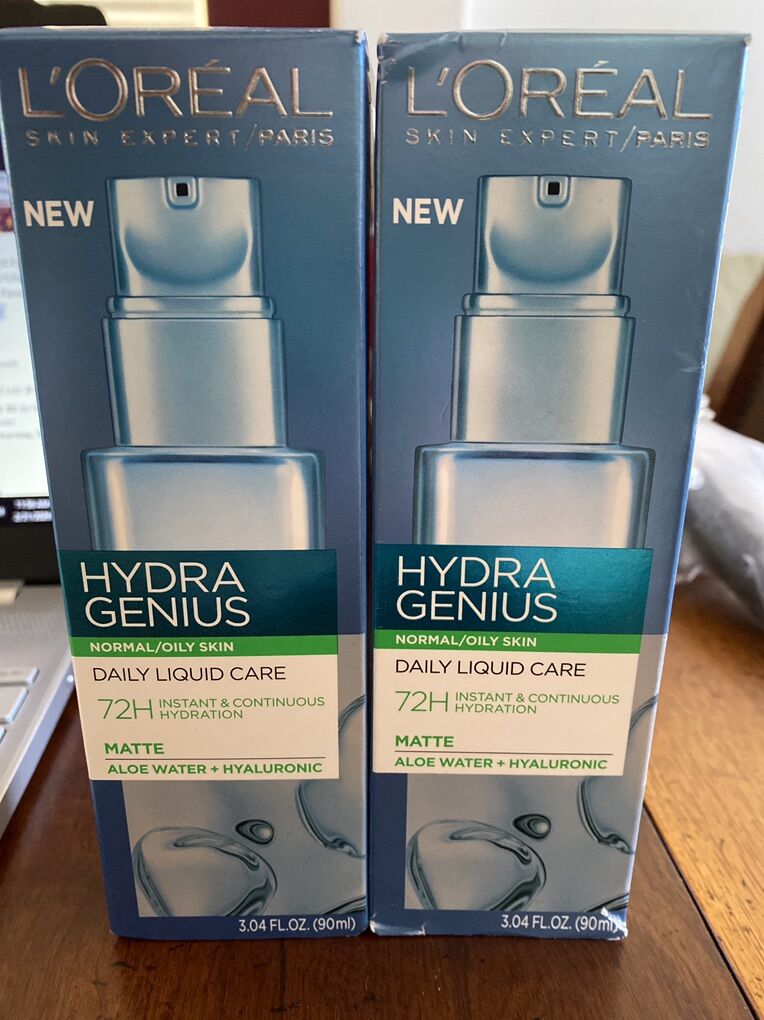 L'ORÉAL
SKIN EXPERT/PARIS
NEW
HYDRA
GENIUS
NORMAL/OILY SKIN
DAILY LIQUID CARE
72H INSTANT & CONTINUOUS
HYDRATION
MATTE
ALOE WATER + HYALURONIC
3.04 FL.OZ. (90ml)
L'ORÉAL
SKIN EXPERT/PARIS
NEW
HYDRA
GENIUS
NORMAL/OILY SKIN
DAILY LIQUID CARE
72H INSTANT & CONTINUOUS
HYDRATION
MATTE
ALOE WATER + HYALURONIC
3.04 FL.OZ. (90ml)